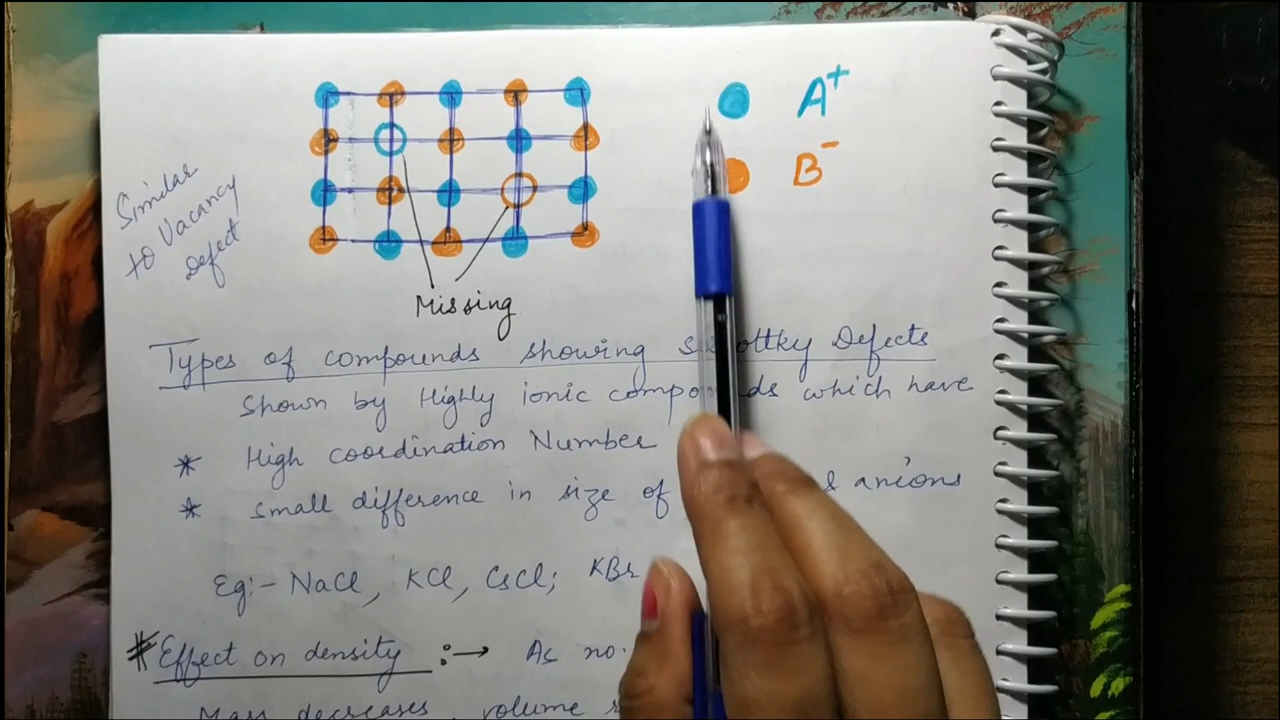 A+
B-
Similar
to Vacancy
Defect
Missing
Types of compounds showing Defects
Shown by Highly ionic which have
* High coordination Number
* Small difference in size of & anions
Eg:- NaCl, KCl, CsCl; KBr
# Effect on density :→ As no.
Mass decreases, volume